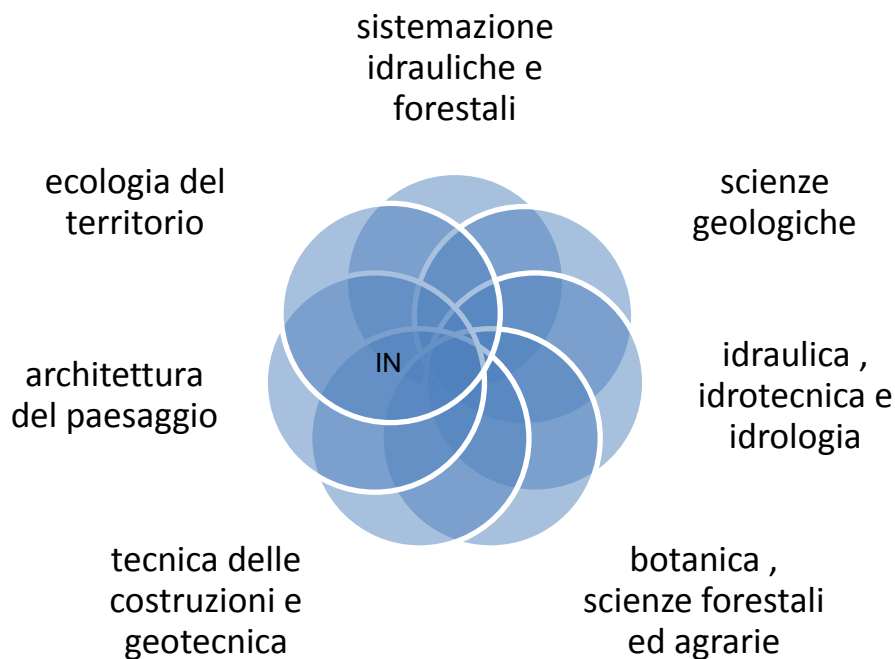 sistemazione
idrauliche e
forestali
ecologia del
territorio
scienze
geologiche
IN
architettura
del paesaggio
idraulica ,
idrotecnica e
idrologia
tecnica delle
costruzioni e
geotecnica
botanica ,
scienze forestali
ed agrarie